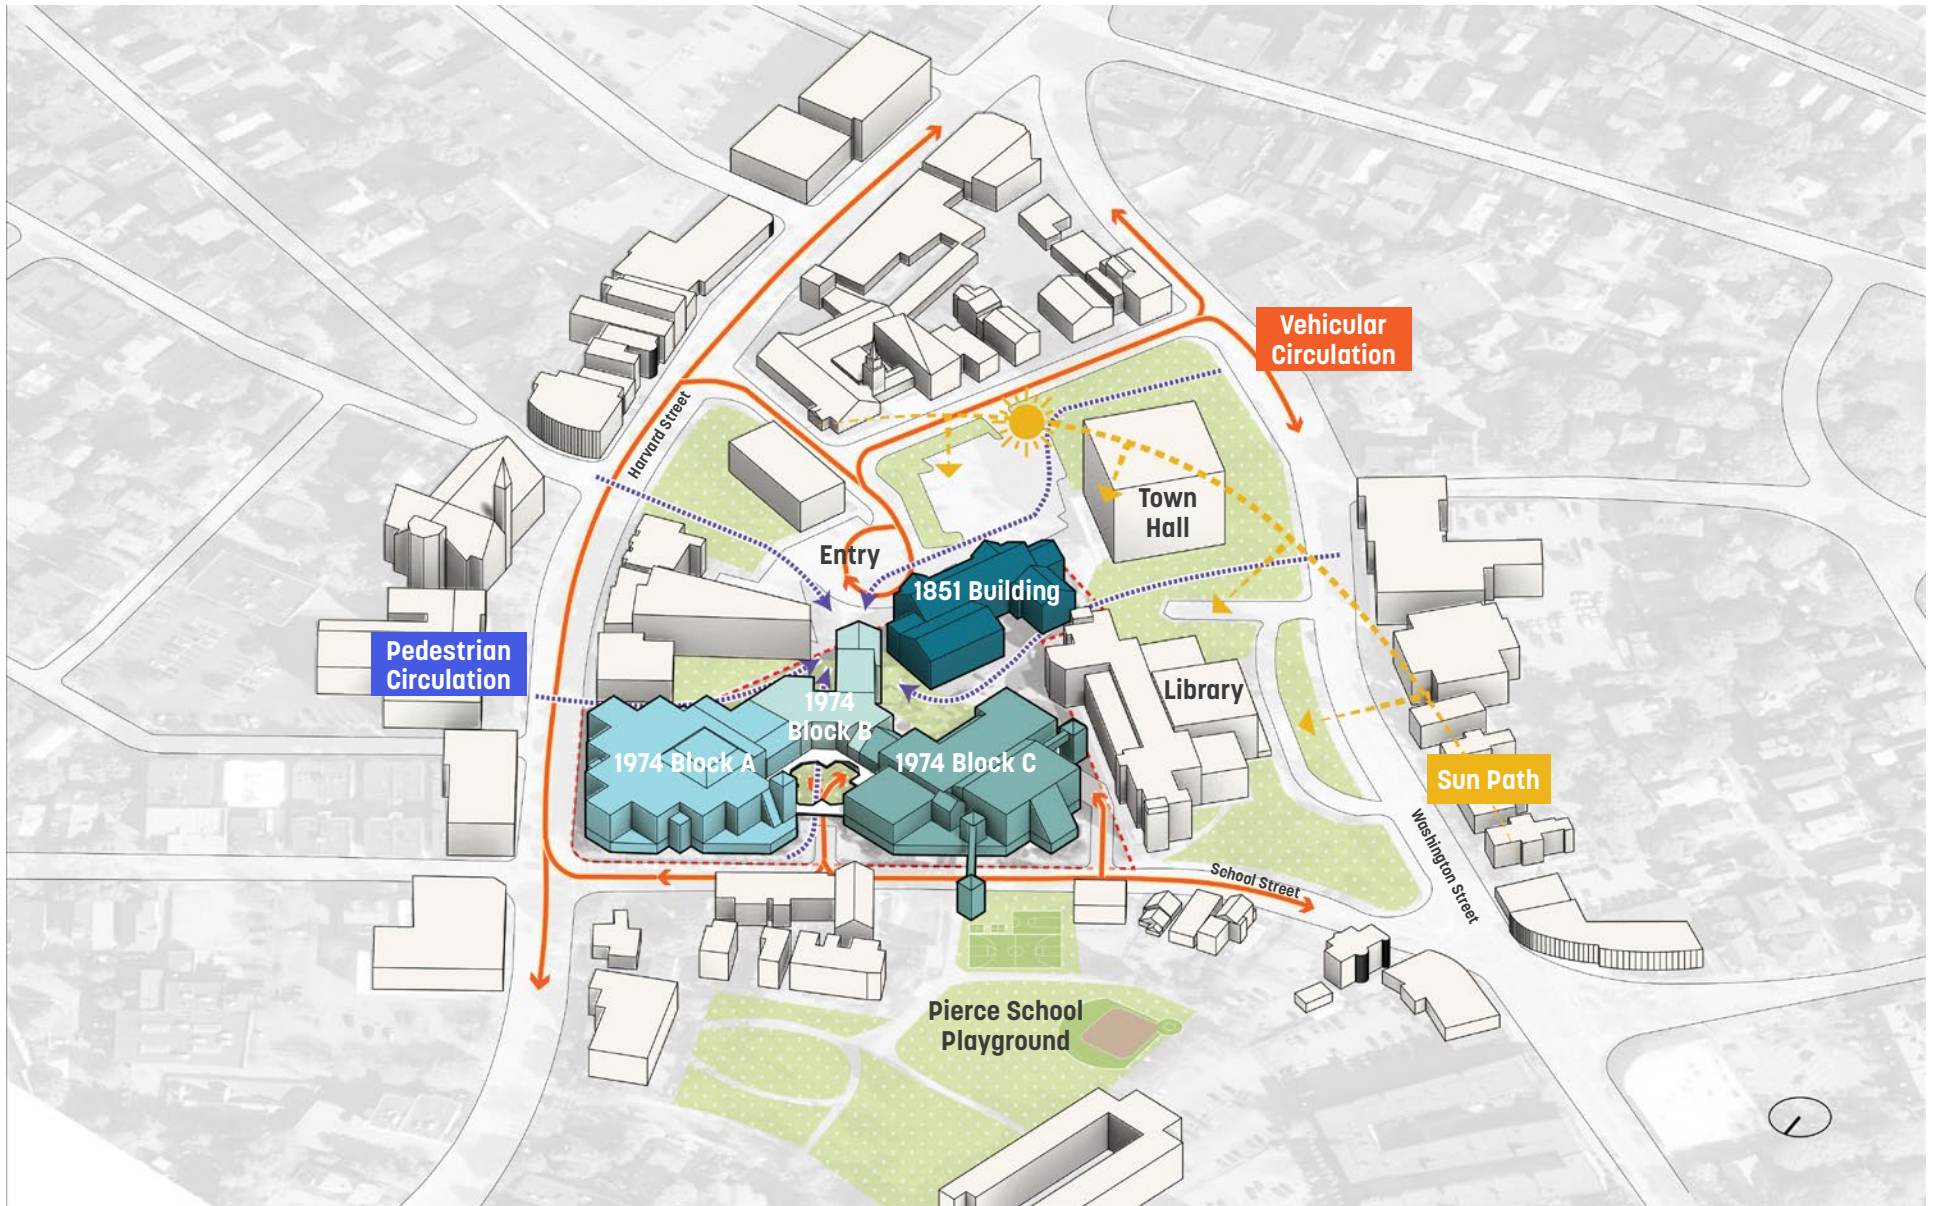 Vehicular
Circulation
Harvard Street
Town
Hall
Entry
1851 Building
Pedestrian
Circulation
Library
1974
Block B
1974 Block A
1974 Block C
Sun Path
Washington Street
School Street
Pierce School
Playground